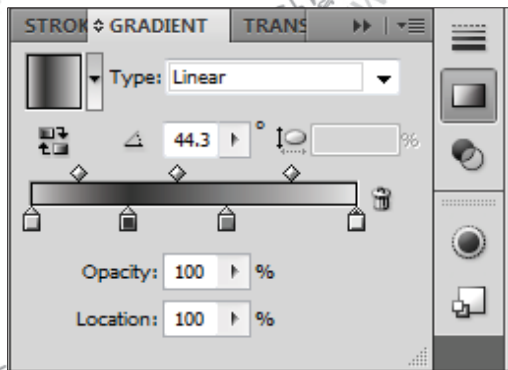 STROK GRADIENT TRANS
Type: Linear
44.3 ° %
Opacity: 100 %
Location: 100 %